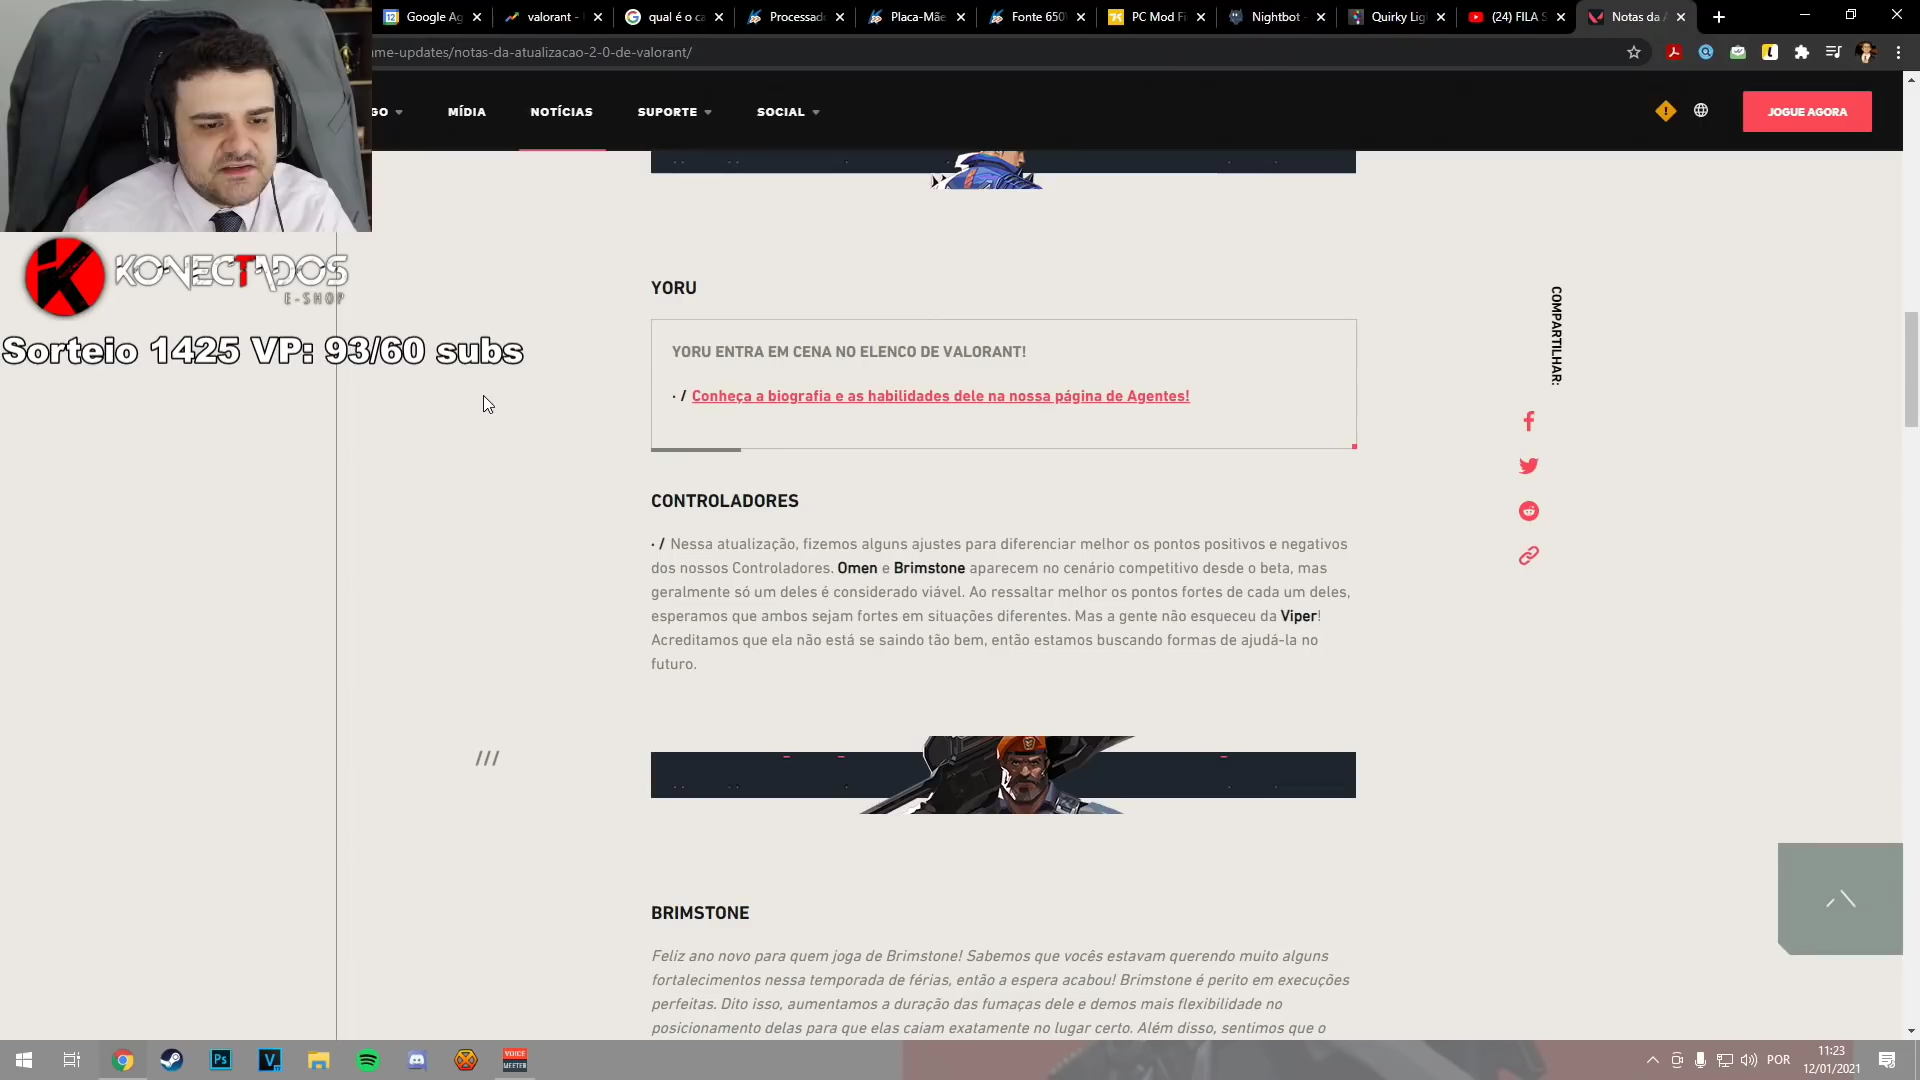 Google Ag
valorant -
qual é o ca
Processad
Placa-Mãe
Fonte 650W
PC Mod Fi
Nightbot -
Quirky Lig
(24) FILA S
Notas da A
me-updates/notas-da-atualizacao-2-0-de-valorant/
GO
MÍDIA
NOTÍCIAS
SUPORTE
SOCIAL
JOGUE AGORA
KONECTADOS
E-SHOP
Sorteio 1425 VP: 93/60 subs
YORU
YORU ENTRA EM CENA NO ELENCO DE VALORANT!
· / Conheça a biografia e as habilidades dele na nossa página de Agentes!
COMPARTILHAR:
CONTROLADORES
· / Nessa atualização, fizemos alguns ajustes para diferenciar melhor os pontos positivos e negativos
dos nossos Controladores. Omen e Brimstone aparecem no cenário competitivo desde o beta, mas
geralmente só um deles é considerado viável. Ao ressaltar melhor os pontos fortes de cada um deles,
esperamos que ambos sejam fortes em situações diferentes. Mas a gente não esqueceu da Viper!
Acreditamos que ela não está se saindo tão bem, então estamos buscando formas de ajudá-la no
futuro.
///
BRIMSTONE
Feliz ano novo para quem joga de Brimstone! Sabemos que vocês estavam querendo muito alguns
fortalecimentos nessa temporada de férias, então a espera acabou! Brimstone é perito em execuções
perfeitas. Dito isso, aumentamos a duração das fumaças dele e demos mais flexibilidade no
posicionamento delas para que elas caiam exatamente no lugar certo. Além disso, sentimos que o
Ps
V
VOICE
MEETER
POR
11:23
12/01/2021